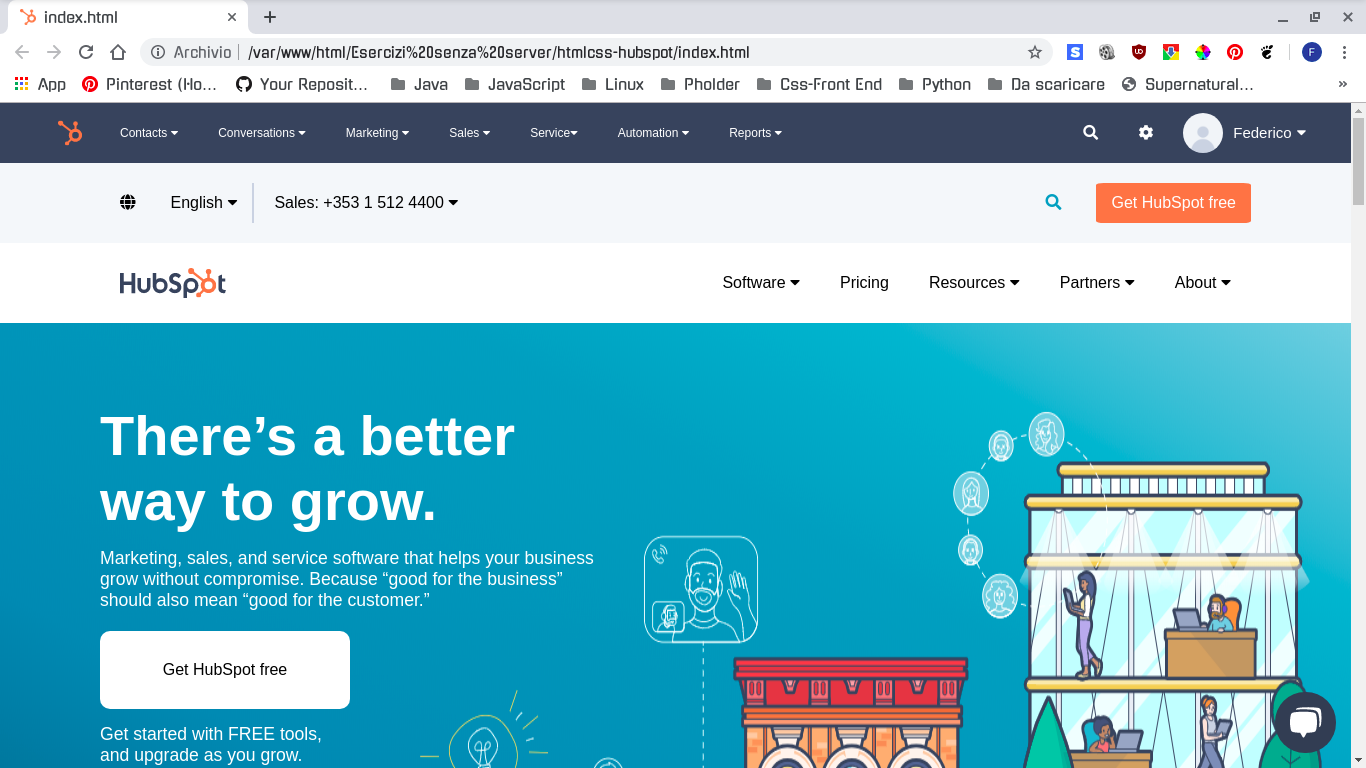 index.html
Archivio
/var/www/html/Esercizi%20senza%20server/htmlcss-hubspot/index.html
App
Pinterest (Ho...
Your Reposit...
Java
JavaScript
Linux
Pholder
Css-Front End
Python
Da scaricare
Supernatural...
Contacts
Conversations
Marketing
Sales
Service
Automation
Reports
Federico
English
Sales: +353 1 512 4400
Get HubSpot free
HubSpot
Software
Pricing
Resources
Partners
About
There’s a better
way to grow.
Marketing, sales, and service software that helps your business
grow without compromise. Because “good for the business”
should also mean “good for the customer.”
Get HubSpot free
Get started with FREE tools,
and upgrade as you grow.